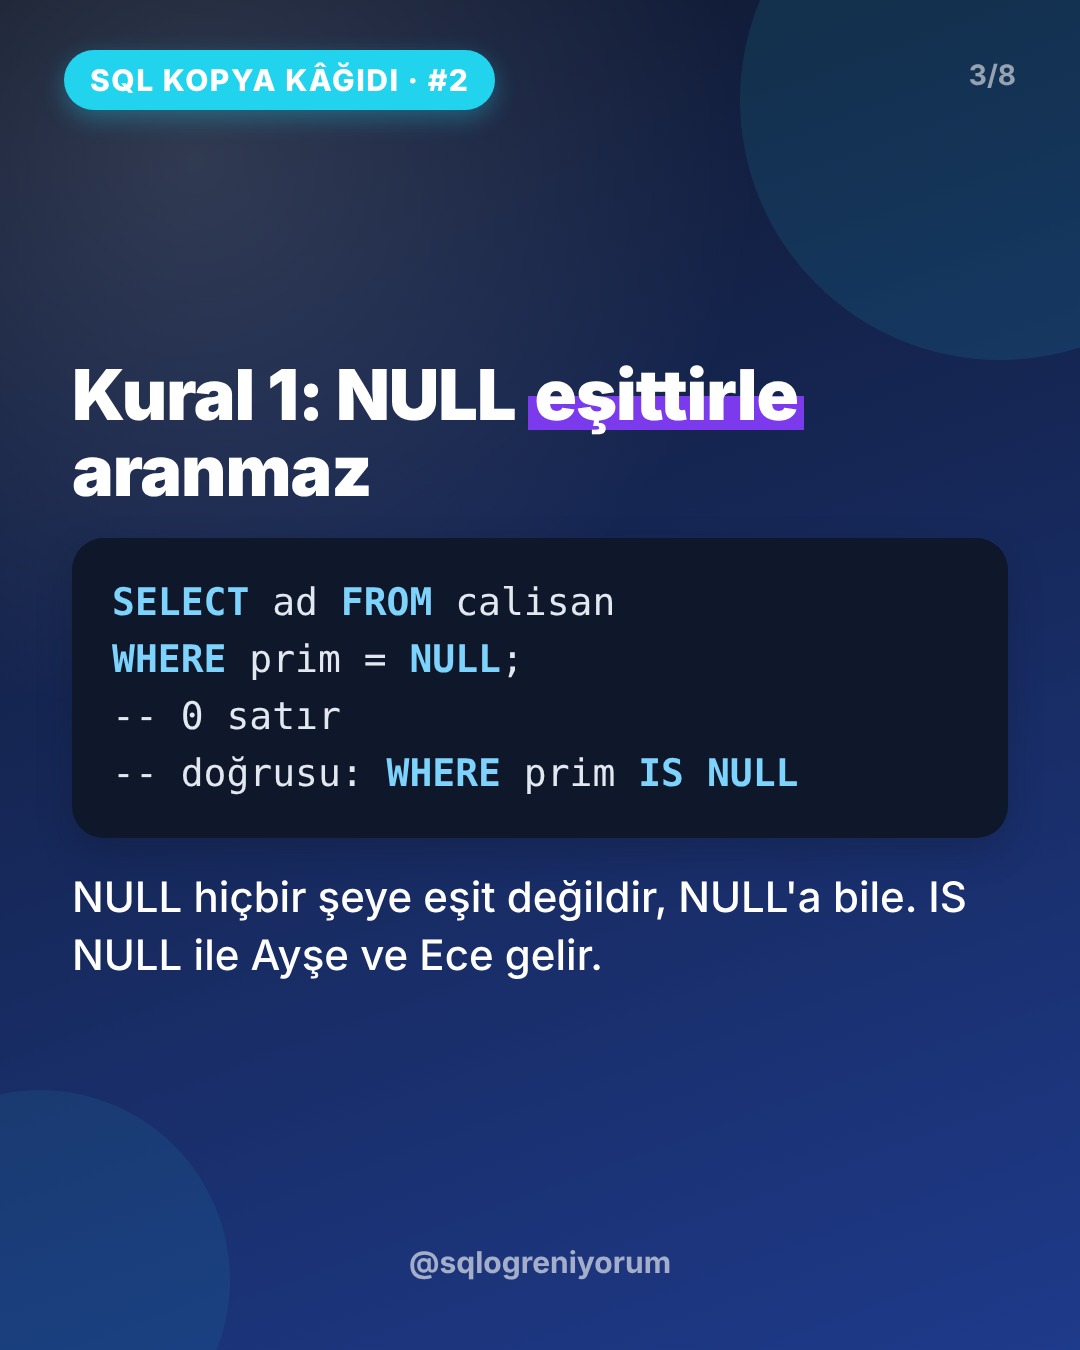 SQL KOPYA KÂĞIDI · #2
3/8
Kural 1: NULL eşittirle
aranmaz
SELECT ad FROM calisan
WHERE prim = NULL;
-- 0 satır
-- doğrusu: WHERE prim IS NULL
NULL hiçbir şeye eşit değildir, NULL'a bile. IS
NULL ile Ayşe ve Ece gelir.
@sqlogreniyorum